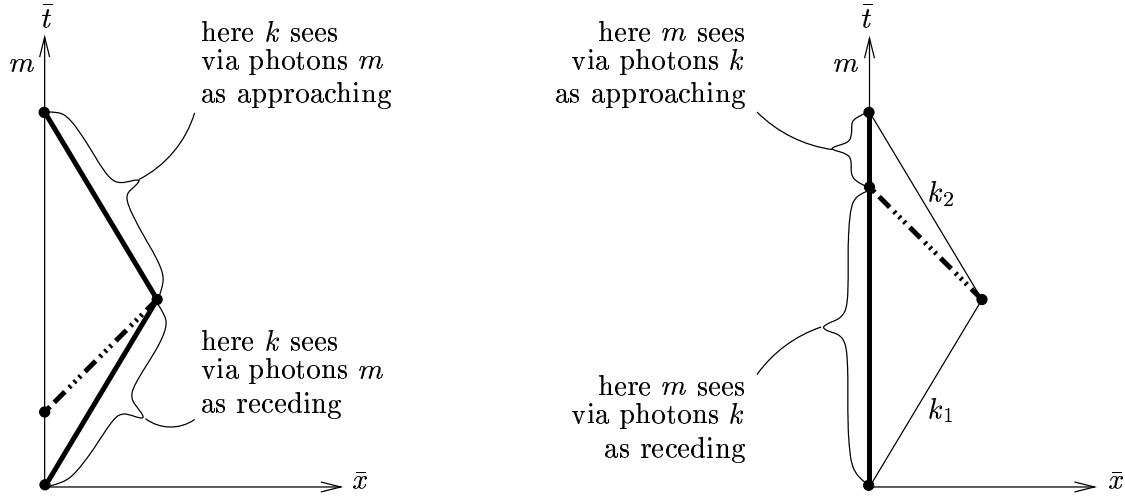 t̄
m
here k sees
via photons m
as approaching
here k sees
via photons m
as receding
x̄
t̄
m
here m sees
via photons k
as approaching
k₂
here m sees
via photons k
as receding
k₁
x̄